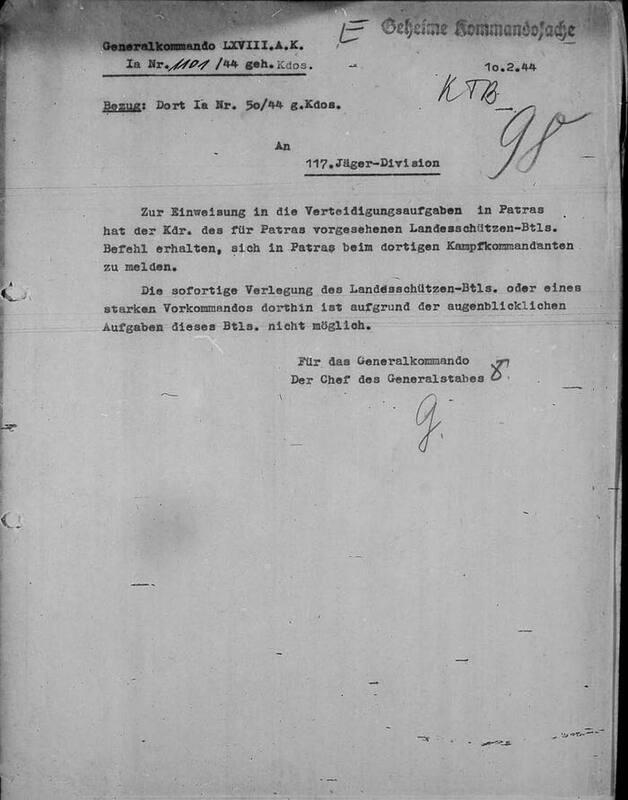 E Geheime Kommandosache
Generalkommando LXVIII.A.K.
Ia Nr. 1101 /44 geh.Kdos. 10.2.44
KTB
Bezug: Dort Ia Nr. 50/44 g.Kdos.
98
An
117.Jäger-Division
Zur Einweisung in die Verteidigungsaufgaben in Patras
hat der Kdr. des für Patras vorgesehenen Landesschützen-Btls.
Befehl erhalten, sich in Patras beim dortigen Kampfkommandanten
zu melden.
Die sofortige Verlegung des Landesschützen-Btls. oder eines
starken Vorkommandos dorthin ist aufgrund der augenblicklichen
Aufgaben dieses Btls. nicht möglich.
Für das Generalkommando
Der Chef des Generalstabes